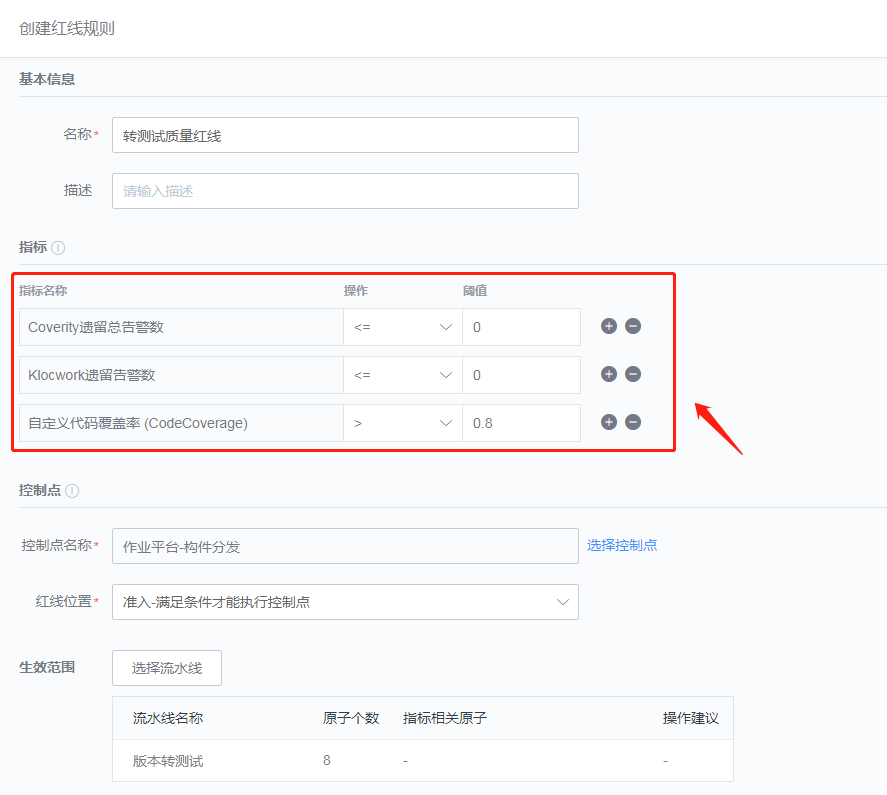 创建红线规则
基本信息
名称* 转测试质量红线
描述 请输入描述
指标
指标名称 操作 阈值
Coverity遗留总告警数 <= 0
Klocwork遗留告警数 <= 0
自定义代码覆盖率 (CodeCoverage) > 0.8
控制点
控制点名称* 作业平台-构件分发 选择控制点
红线位置* 准入-满足条件才能执行控制点
生效范围 选择流水线
流水线名称 原子个数 指标相关原子 操作建议
版本转测试 8 - -